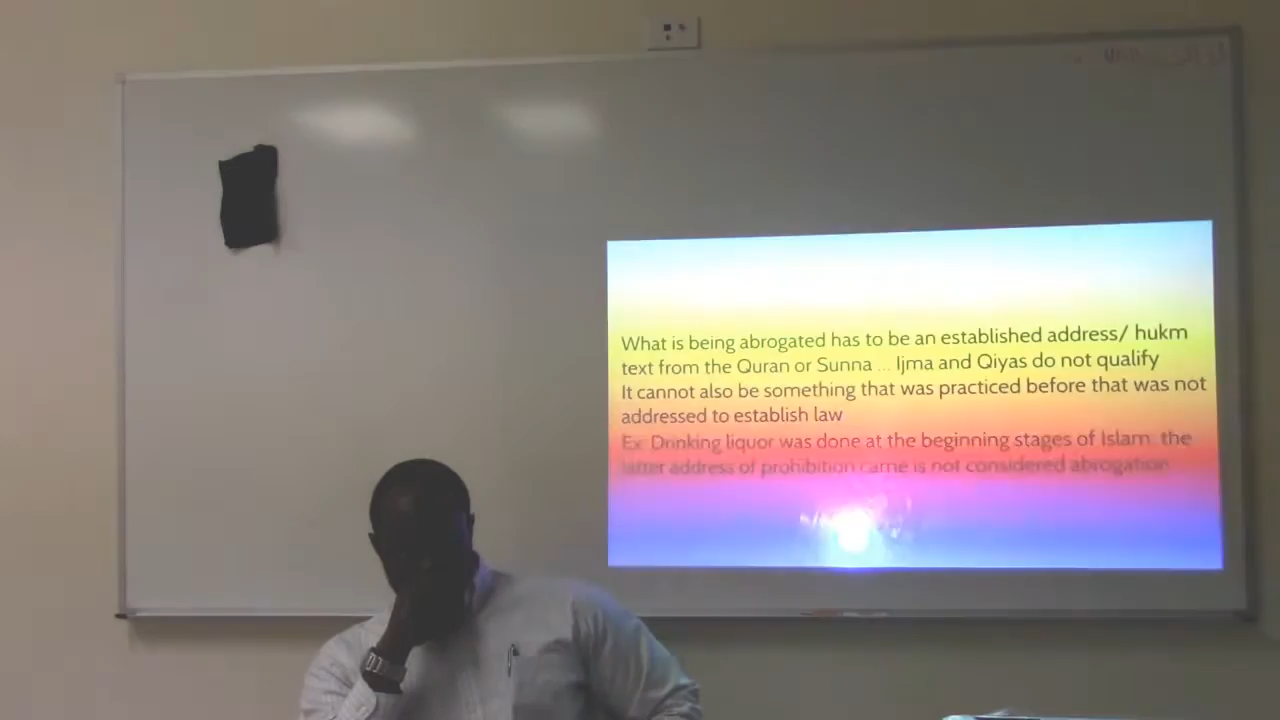 What is being abrogated has to be an established address/ hukm
text from the Quran or Sunna ... Ijma and Qiyas do not qualify
It cannot also be something that was practiced before that was not
addressed to establish law
Ex: Drinking liquor was done at the beginning stages of Islam. the
latter address of prohibition came is not considered abrogation